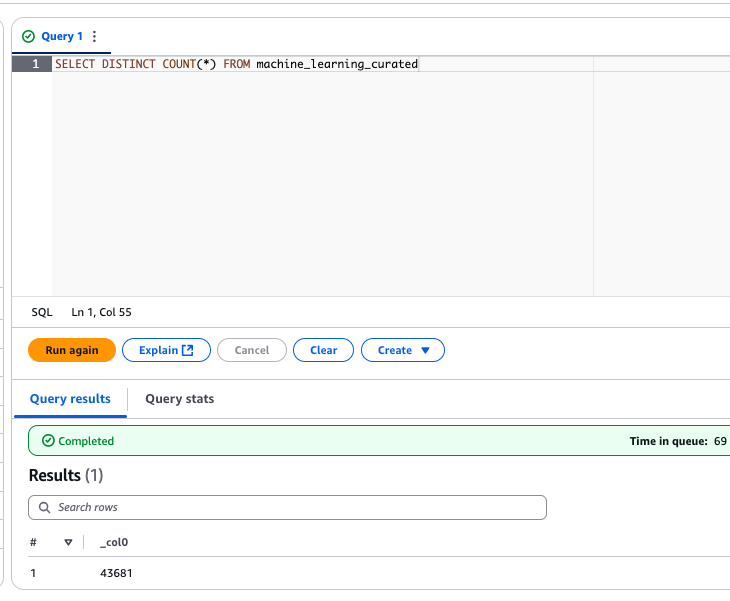 Query 1
1 SELECT DISTINCT COUNT(*) FROM machine_learning_curated
SQL Ln 1, Col 55
Run again Explain Cancel Clear Create
Query results Query stats
Completed Time in queue: 69
Results (1)
Search rows
# _col0
1 43681